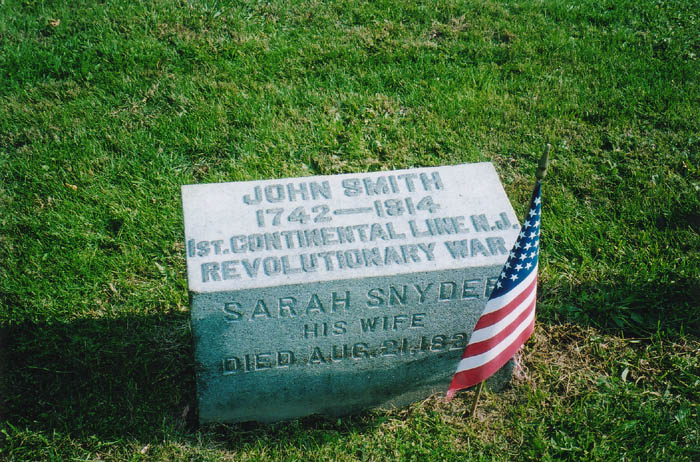 JOHN SMITH
1742—1814
1ST. CONTINENTAL LINE N.J.
REVOLUTIONARY WAR.
SARAH SNYDER
HIS WIFE
DIED AUG. 21,